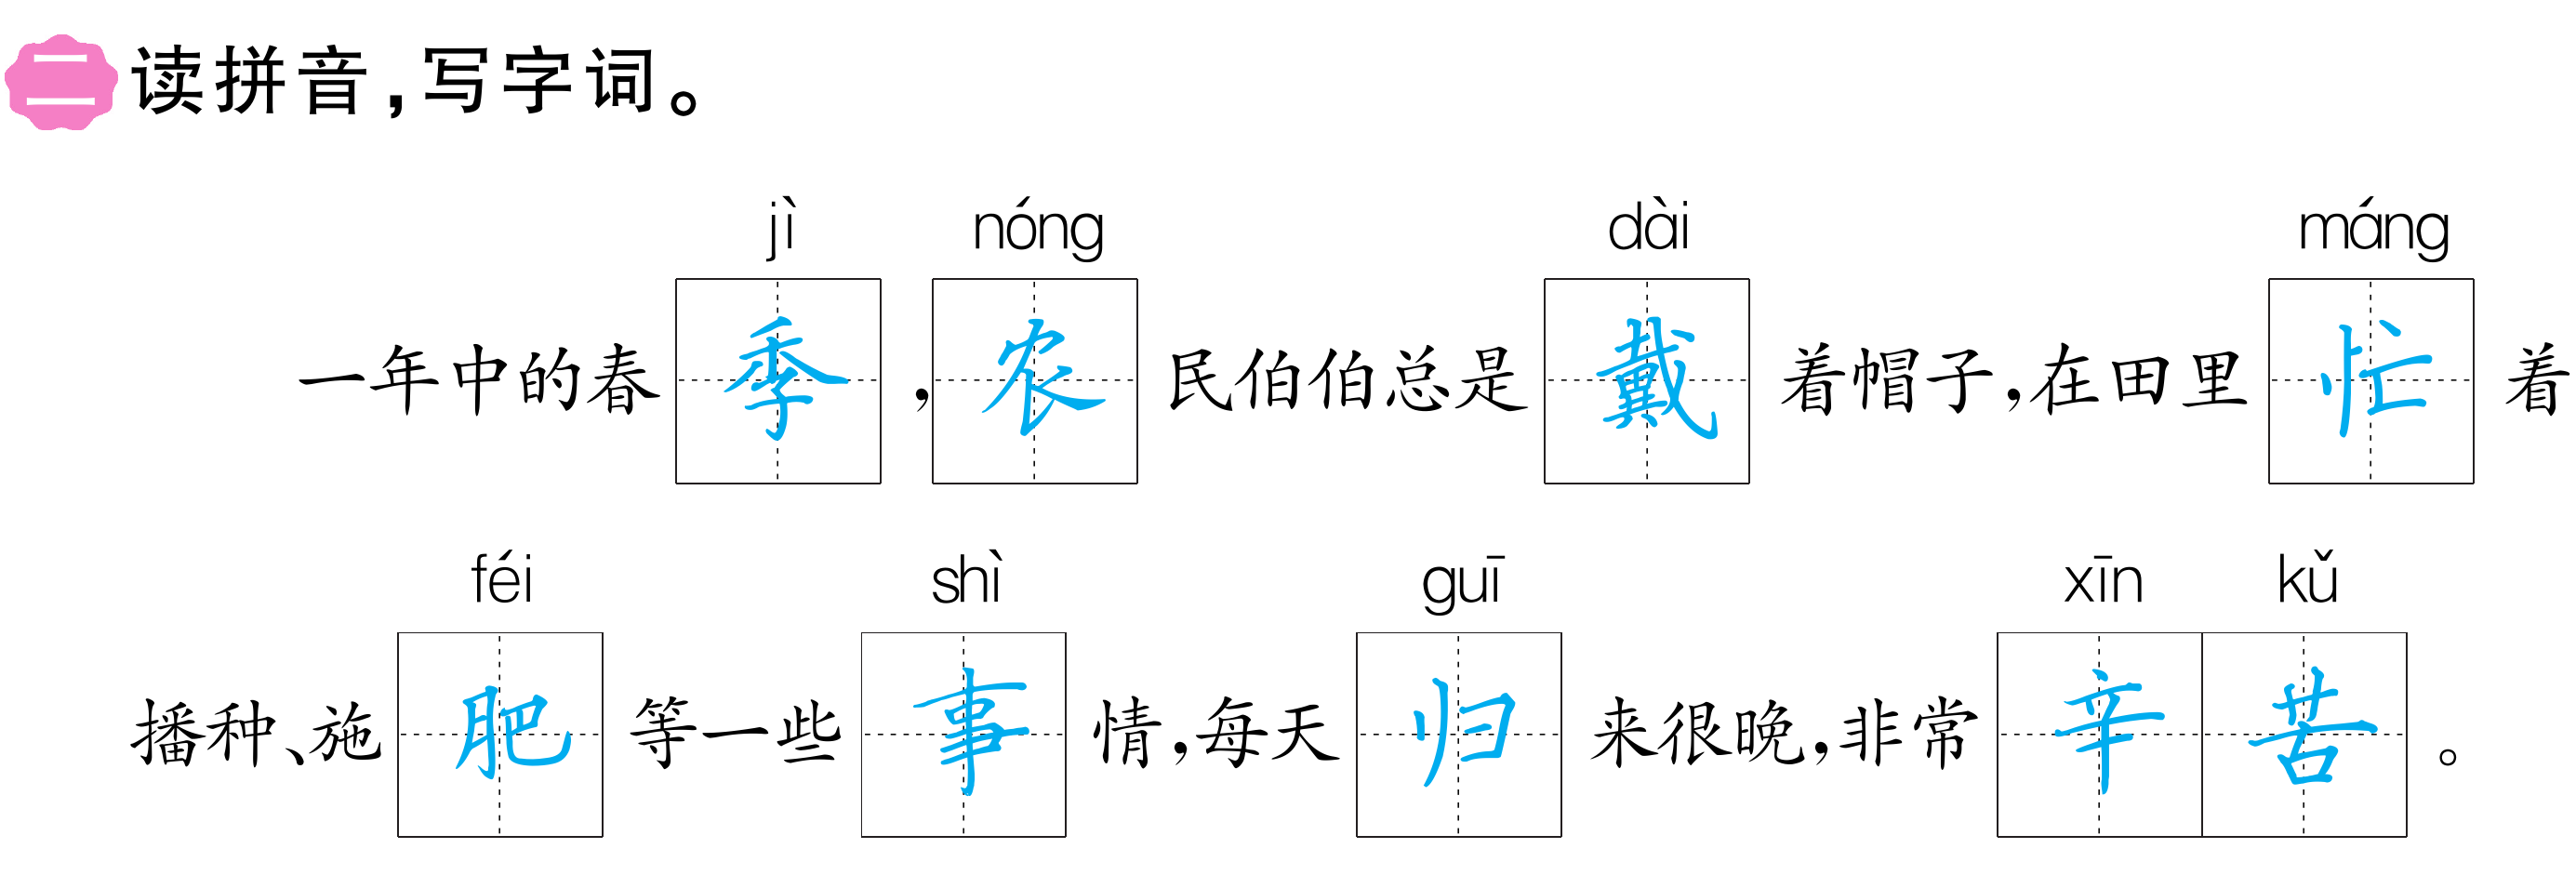 二 读拼音,写字词。
jì nóng dài máng
一年中的春季,农民伯伯总是戴着帽子,在田里忙着
féi shì guī xīn kǔ
播种、施肥等一些事情,每天归来很晚,非常辛苦。